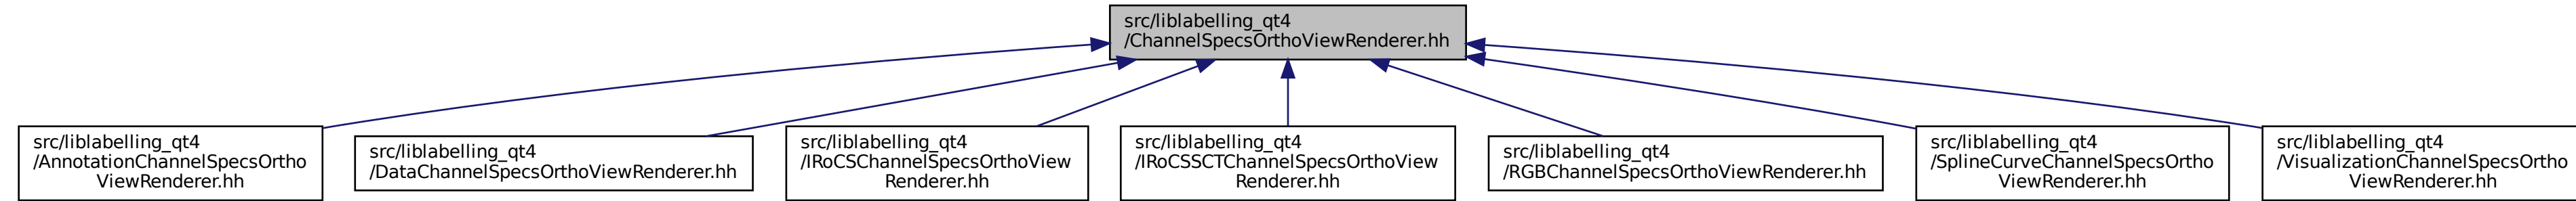 src/liblabelling_qt4
/ChannelSpecsOrthoViewRenderer.hh
src/liblabelling_qt4
/AnnotationChannelSpecsOrtho
ViewRenderer.hh
src/liblabelling_qt4
/DataChannelSpecsOrthoViewRenderer.hh
src/liblabelling_qt4
/IRoCSChannelSpecsOrthoView
Renderer.hh
src/liblabelling_qt4
/IRoCSSCTChannelSpecsOrthoView
Renderer.hh
src/liblabelling_qt4
/RGBChannelSpecsOrthoViewRenderer.hh
src/liblabelling_qt4
/SplineCurveChannelSpecsOrtho
ViewRenderer.hh
src/liblabelling_qt4
/VisualizationChannelSpecsOrtho
ViewRenderer.hh